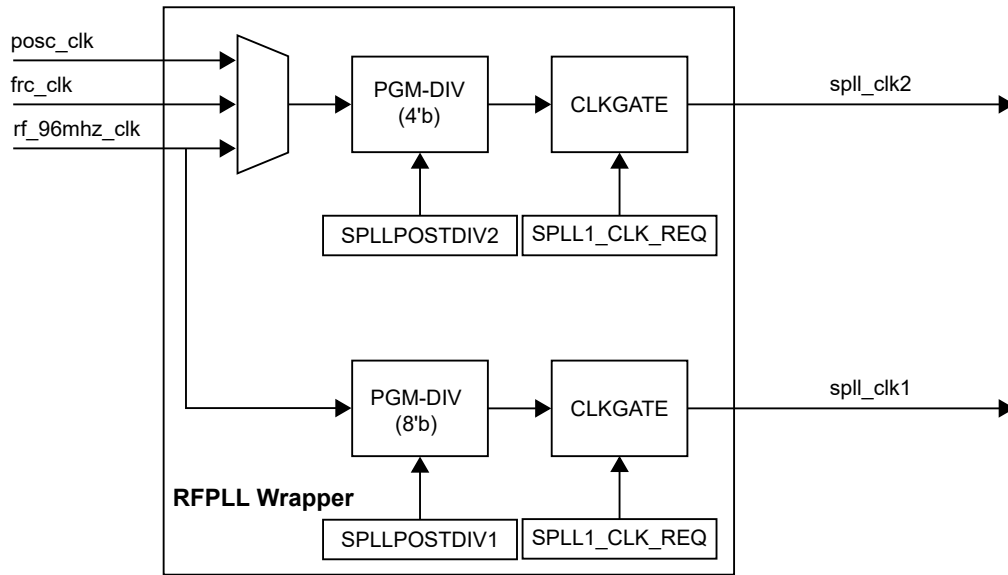 posc_clk
frc_clk
rf_96mhz_clk
PGM-DIV
(4'b)
CLKGATE
spll_clk2
SPLLPOSTDIV2
SPLL1_CLK_REQ
PGM-DIV
(8'b)
CLKGATE
spll_clk1
RFPLL Wrapper
SPLLPOSTDIV1
SPLL1_CLK_REQ